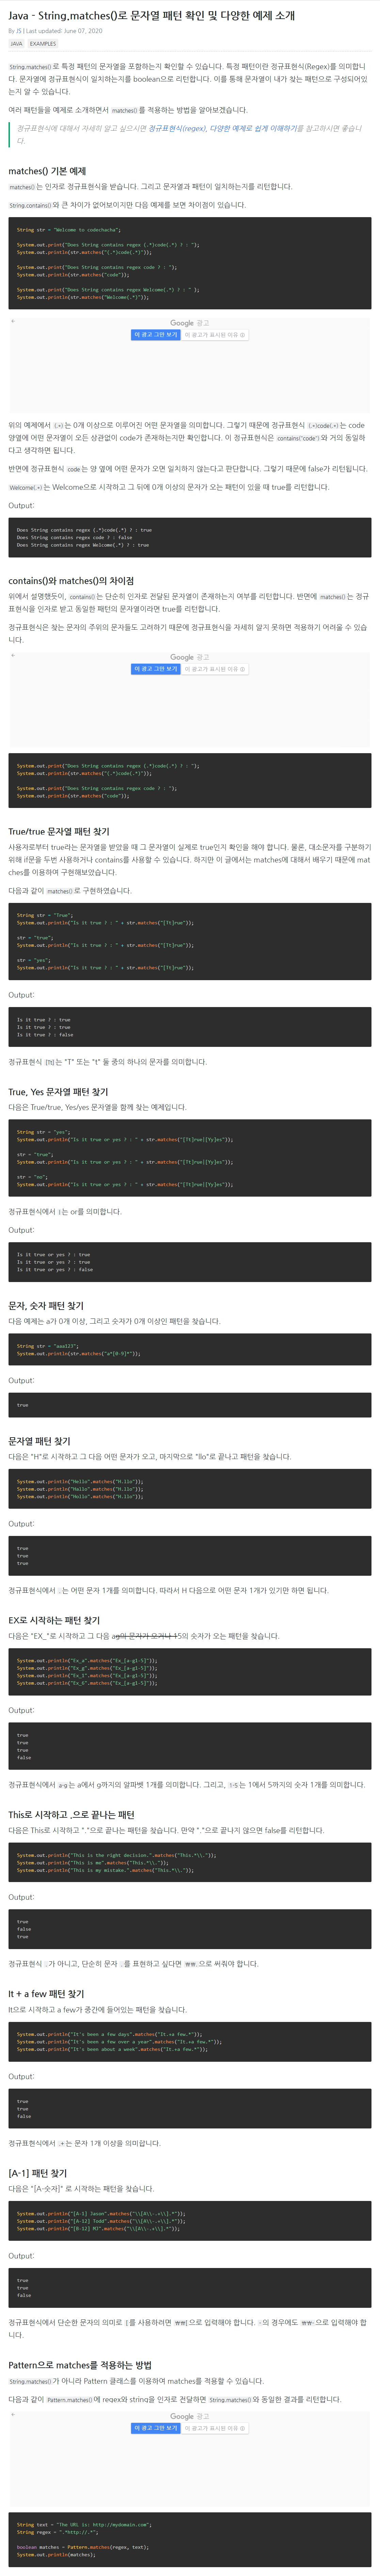 Java - String.matches()로 문자열 패턴 확인 및 다양한 예제 소개
By JS | Last updated: June 07, 2020
JAVA EXAMPLES
String.matches()로 특정 패턴의 문자열을 포함하는지 확인할 수 있습니다. 특정 패턴이란 정규표현식(Regex)를 의미합니
다. 문자열에 정규표현식이 일치하는지를 boolean으로 리턴합니다. 이를 통해 문자열이 내가 찾는 패턴으로 구성되어있
는지 알 수 있습니다.
여러 패턴들을 예제로 소개하면서 matches()를 적용하는 방법을 알아보겠습니다.
정규표현식에 대해서 자세히 알고 싶으시면 정규표현식(regex), 다양한 예제로 쉽게 이해하기를 참고하시면 좋습니
다.
matches() 기본 예제
matches()는 인자로 정규표현식을 받습니다. 그리고 문자열과 패턴이 일치하는지를 리턴합니다.
String.contains()와 큰 차이가 없어보이지만 다음 예제를 보면 차이점이 있습니다.
String str = "Welcome to codechacha";
System.out.print("Does String contains regex (.*)code(.*) ? : ");
System.out.println(str.matches("(.*)code(.*)"));
System.out.print("Does String contains regex code ? : ");
System.out.println(str.matches("code"));
System.out.print("Does String contains regex Welcome(.*) ? : " );
System.out.println(str.matches("Welcome(.*)"));
Google 광고
이 광고 그만 보기 이 광고가 표시된 이유 ⓘ
위의 예제에서 (.*)는 0개 이상으로 이루어진 어떤 문자열을 의미합니다. 그렇기 때문에 정규표현식 (.*)code(.*)는 code
양옆에 어떤 문자열이 오든 상관없이 code가 존재하는지만 확인합니다. 이 정규표현식은 contains("code")와 거의 동일하
다고 생각하면 됩니다.
반면에 정규표현식 code는 양 옆에 어떤 문자가 오면 일치하지 않는다고 판단합니다. 그렇기 때문에 false가 리턴됩니다.
Welcome(.*)는 Welcome으로 시작하고 그 뒤에 0개 이상의 문자가 오는 패턴이 있을 때 true를 리턴합니다.
Output:
Does String contains regex (.*)code(.*) ? : true
Does String contains regex code ? : false
Does String contains regex Welcome(.*) ? : true
contains()와 matches()의 차이점
위에서 설명했듯이, contains()는 단순히 인자로 전달된 문자열이 존재하는지 여부를 리턴합니다. 반면에 matches()는 정규
표현식을 인자로 받고 동일한 패턴의 문자열이라면 true를 리턴합니다.
정규표현식은 찾는 문자의 주위의 문자들도 고려하기 때문에 정규표현식을 자세히 알지 못하면 적용하기 어려울 수 있습
니다.
Google 광고
이 광고 그만 보기 이 광고가 표시된 이유 ⓘ
System.out.print("Does String contains regex (.*)code(.*) ? : ");
System.out.println(str.matches("(.*)code(.*)"));
System.out.print("Does String contains regex code ? : ");
System.out.println(str.matches("code"));
True/true 문자열 패턴 찾기
사용자로부터 true라는 문자열을 받았을 때 그 문자열이 실제로 true인지 확인을 해야 합니다. 물론, 대소문자를 구분하기
위해 if문을 두번 사용하거나 contains를 사용할 수 있습니다. 하지만 이 글에서는 matches에 대해서 배우기 때문에 mat
ches를 이용하여 구현해보았습니다.
다음과 같이 matches()로 구현하였습니다.
String str = "True";
System.out.println("Is it true ? : " + str.matches("[Tt]rue"));
str = "true";
System.out.println("Is it true ? : " + str.matches("[Tt]rue"));
str = "yes";
System.out.println("Is it true ? : " + str.matches("[Tt]rue"));
Output:
Is it true ? : true
Is it true ? : true
Is it true ? : false
정규표현식 [Tt]는 "T" 또는 "t" 둘 중의 하나의 문자를 의미합니다.
True, Yes 문자열 패턴 찾기
다음은 True/true, Yes/yes 문자열을 함께 찾는 예제입니다.
String str = "yes";
System.out.println("Is it true or yes ? : " + str.matches("[Tt]rue|[Yy]es"));
str = "true";
System.out.println("Is it true or yes ? : " + str.matches("[Tt]rue|[Yy]es"));
str = "no";
System.out.println("Is it true or yes ? : " + str.matches("[Tt]rue|[Yy]es"));
정규표현식에서 |는 or를 의미합니다.
Output:
Is it true or yes ? : true
Is it true or yes ? : true
Is it true or yes ? : false
문자, 숫자 패턴 찾기
다음 예제는 a가 0개 이상, 그리고 숫자가 0개 이상인 패턴을 찾습니다.
String str = "aaa123";
System.out.println(str.matches("a*[0-9]*"));
Output:
true
문자열 패턴 찾기
다음은 "H"로 시작하고 그 다음 어떤 문자가 오고, 마지막으로 "llo"로 끝나고 패턴을 찾습니다.
System.out.println("Hello".matches("H.llo"));
System.out.println("Hallo".matches("H.llo"));
System.out.println("Hollo".matches("H.llo"));
Output:
true
true
true
정규표현식에서 .는 어떤 문자 1개를 의미합니다. 따라서 H 다음으로 어떤 문자 1개가 있기만 하면 됩니다.
EX로 시작하는 패턴 찾기
다음은 "EX_"로 시작하고 그 다음 ag의 문자가 오거나 15의 숫자가 오는 패턴을 찾습니다.
System.out.println("Ex_a".matches("Ex_[a-g1-5]"));
System.out.println("Ex_g".matches("Ex_[a-g1-5]"));
System.out.println("Ex_5".matches("Ex_[a-g1-5]"));
System.out.println("Ex_6".matches("Ex_[a-g1-5]"));
Output:
true
true
true
false
정규표현식에서 a-g는 a에서 g까지의 알파벳 1개를 의미합니다. 그리고, 1-5는 1에서 5까지의 숫자 1개를 의미합니다.
This로 시작하고 .으로 끝나는 패턴
다음은 This로 시작하고 "."으로 끝나는 패턴을 찾습니다. 만약 "."으로 끝나지 않으면 false를 리턴합니다.
System.out.println("This is the right decision.".matches("This.*\\."));
System.out.println("This is me".matches("This.*\\."));
System.out.println("This is my mistake.".matches("This.*\\."));
Output:
true
false
true
정규표현식 .가 아니고, 단순히 문자 .를 표현하고 싶다면 ₩₩.으로 써줘야 합니다.
It + a few 패턴 찾기
It으로 시작하고 a few가 중간에 들어있는 패턴을 찾습니다.
System.out.println("It's been a few days".matches("It.+a few.*"));
System.out.println("It's been a few over a year".matches("It.+a few.*"));
System.out.println("It's been about a week".matches("It.+a few.*"));
Output:
true
true
false
정규표현식에서 .+는 문자 1개 이상을 의미합니다.
[A-1] 패턴 찾기
다음은 "[A-숫자]" 로 시작하는 패턴을 찾습니다.
System.out.println("[A-1] Jason".matches("\\[A\\-.+\\].*"));
System.out.println("[A-12] Todd".matches("\\[A\\-.+\\].*"));
System.out.println("[B-12] MJ".matches("\\[A\\-.+\\].*"));
Output:
true
true
false
정규표현식에서 단순한 문자의 의미로 [를 사용하려면 ₩₩[으로 입력해야 합니다. -의 경우에도 ₩₩-으로 입력해야 합니
다.
Pattern으로 matches를 적용하는 방법
String.matches()가 아니라 Pattern 클래스를 이용하여 matches를 적용할 수 있습니다.
다음과 같이 Pattern.matches()에 regex와 string을 인자로 전달하면 String.matches()와 동일한 결과를 리턴합니다.
Google 광고
이 광고 그만 보기 이 광고가 표시된 이유 ⓘ
String text = "The URL is: http://mydomain.com";
String regex = ".*http://.*";
boolean matches = Pattern.matches(regex, text);
System.out.println(matches);